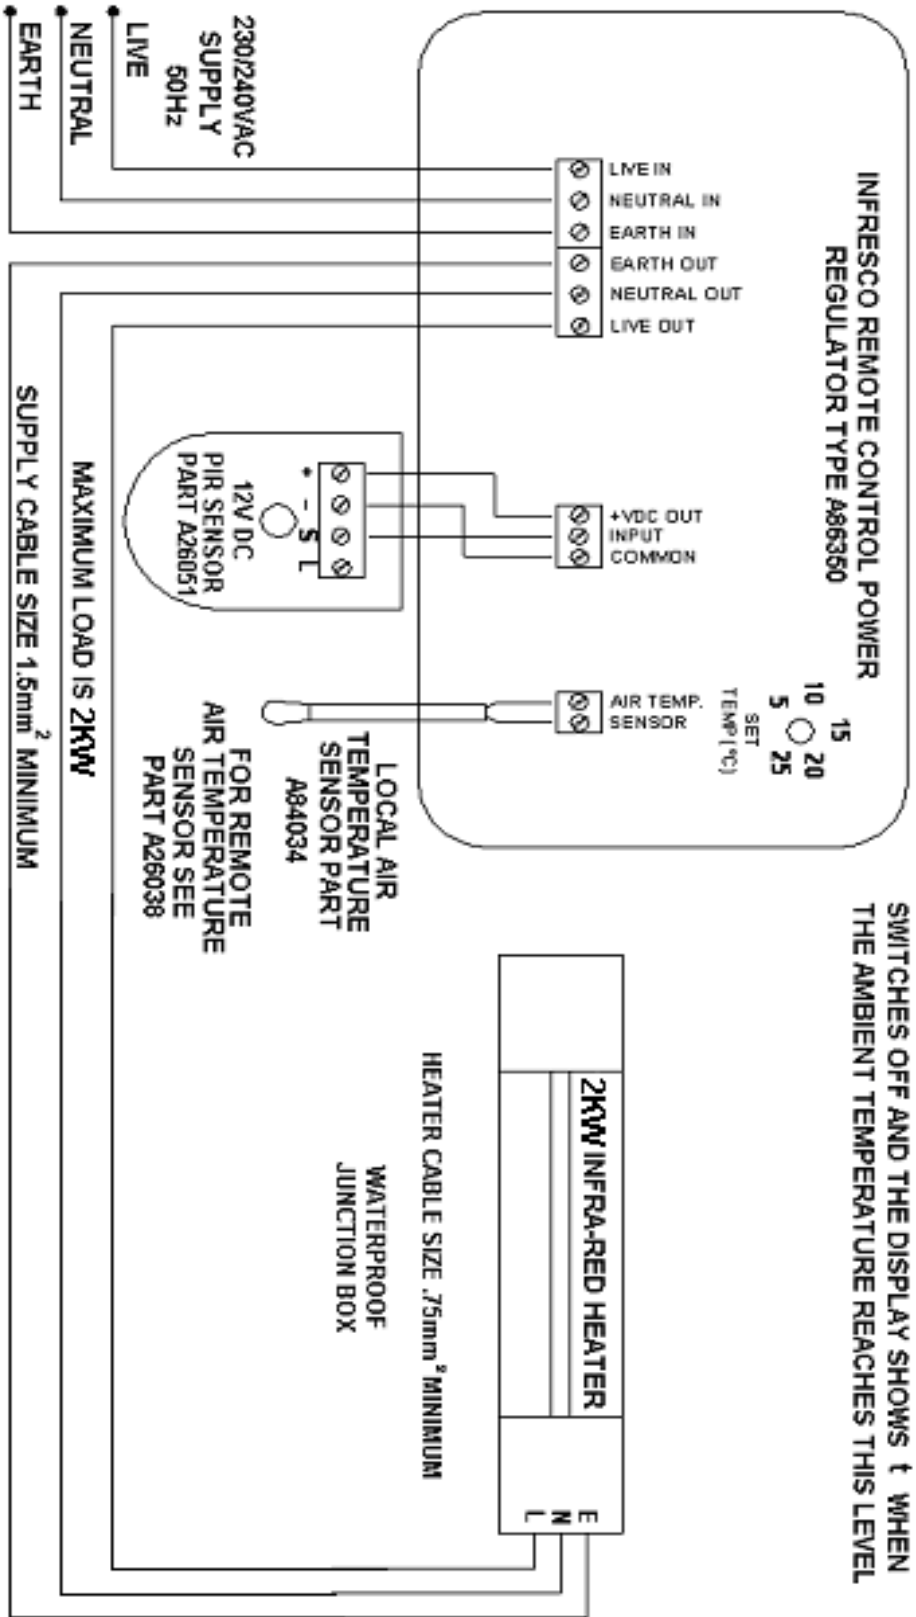 SWITCHES OFF AND THE DISPLAY SHOWS t WHEN
THE AMBIENT TEMPERATURE REACHES THIS LEVEL
INFRESCO REMOTE CONTROL POWER
REGULATOR TYPE A86350
LIVE IN
NEUTRAL IN
EARTH IN
EARTH OUT
NEUTRAL OUT
LIVE OUT
+VDC OUT
INPUT
COMMON
AIR TEMP.
SENSOR
SET
TEMP (°C)
5
10
15
20
25
230/240VAC
SUPPLY
50Hz
LIVE
NEUTRAL
EARTH
+
-
S
L
12V DC
PIR SENSOR
PART A26051
LOCAL AIR
TEMPERATURE
SENSOR PART
A84034
FOR REMOTE
AIR TEMPERATURE
SENSOR SEE
PART A26038
2KW INFRA-RED HEATER
E
N
L
HEATER CABLE SIZE .75mm² MINIMUM
WATERPROOF
JUNCTION BOX
MAXIMUM LOAD IS 2KW
SUPPLY CABLE SIZE 1.5mm² MINIMUM